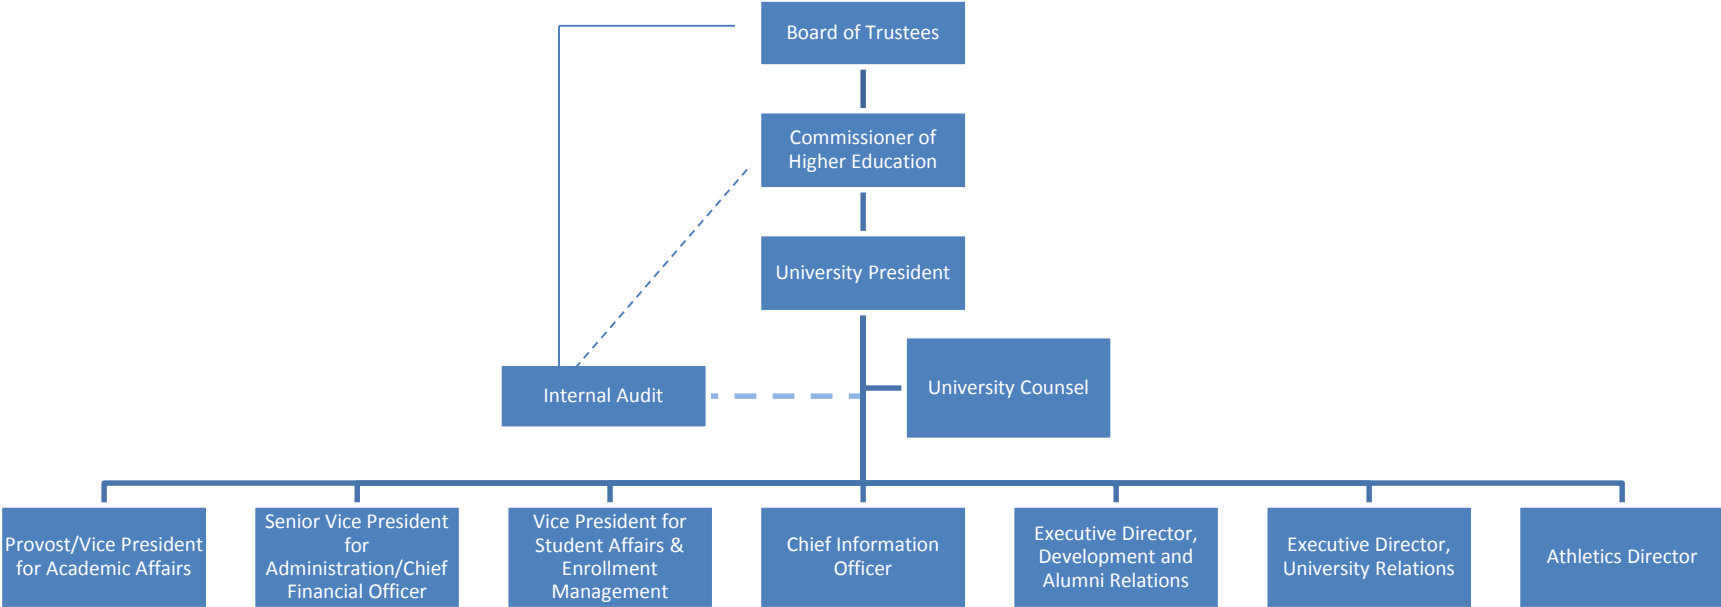 Board of Trustees
Commissioner of
Higher Education
University President
Internal Audit
University Counsel
Provost/Vice President
for Academic Affairs
Senior Vice President
for
Administration/Chief
Financial Officer
Vice President for
Student Affairs &
Enrollment
Management
Chief Information
Officer
Executive Director,
Development and
Alumni Relations
Executive Director,
University Relations
Athletics Director